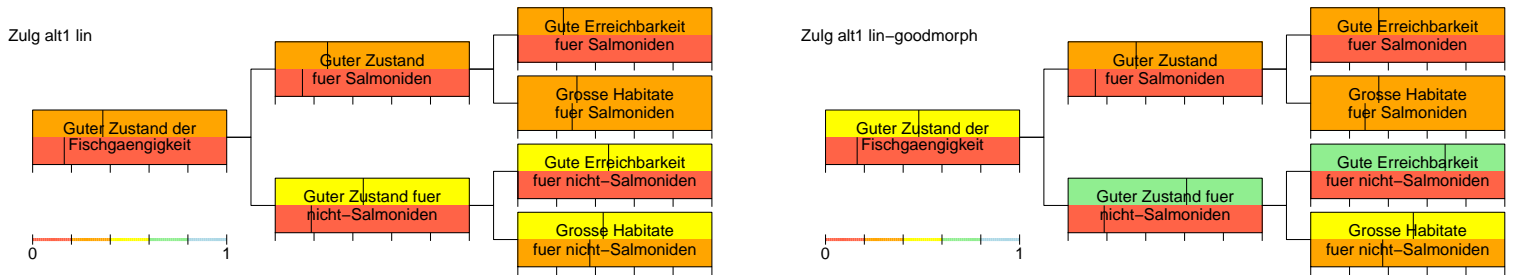 Zulg alt1 lin
Guter Zustand der
Fischgaengigkeit
Guter Zustand
fuer Salmoniden
Guter Zustand fuer
nicht−Salmoniden
Gute Erreichbarkeit
fuer Salmoniden
Grosse Habitate
fuer Salmoniden
Gute Erreichbarkeit
fuer nicht−Salmoniden
Grosse Habitate
fuer nicht−Salmoniden
0 1
Zulg alt1 lin−goodmorph
Guter Zustand der
Fischgaengigkeit
Guter Zustand
fuer Salmoniden
Guter Zustand fuer
nicht−Salmoniden
Gute Erreichbarkeit
fuer Salmoniden
Grosse Habitate
fuer Salmoniden
Gute Erreichbarkeit
fuer nicht−Salmoniden
Grosse Habitate
fuer nicht−Salmoniden
0 1